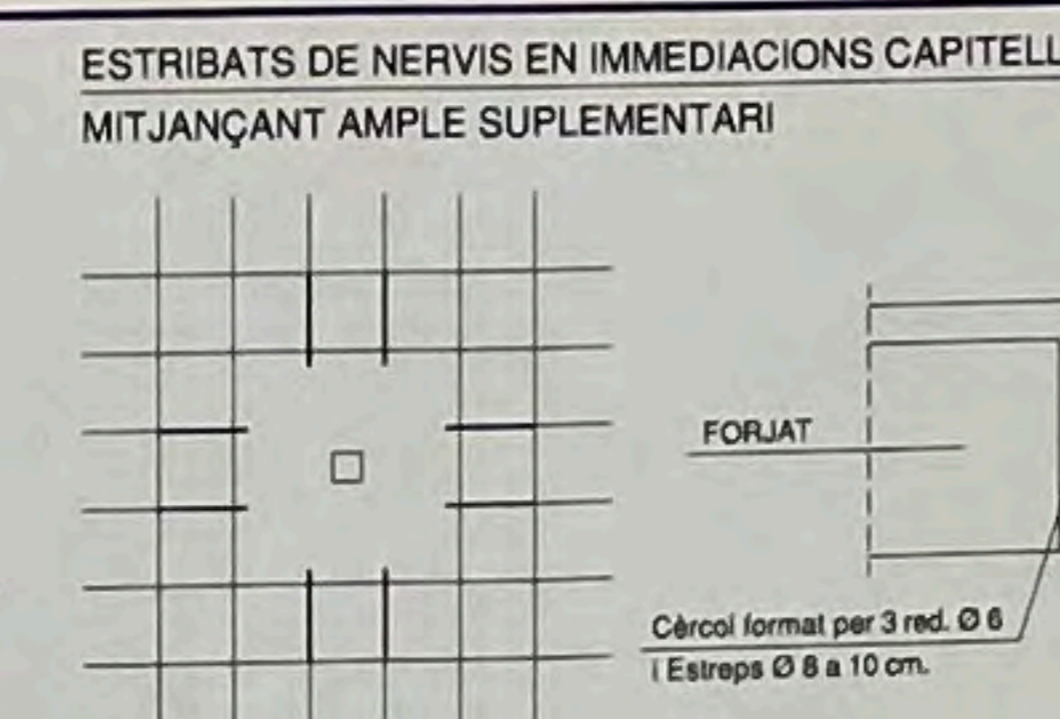 ESTRIBATS DE NERVIS EN IMMEDIACIONS CAPITELL
MITJANÇANT AMPLE SUPLEMENTARI
FORJAT
Cèrcol format per 3 red. Ø 6
i Estreps Ø 8 a 10 cm.